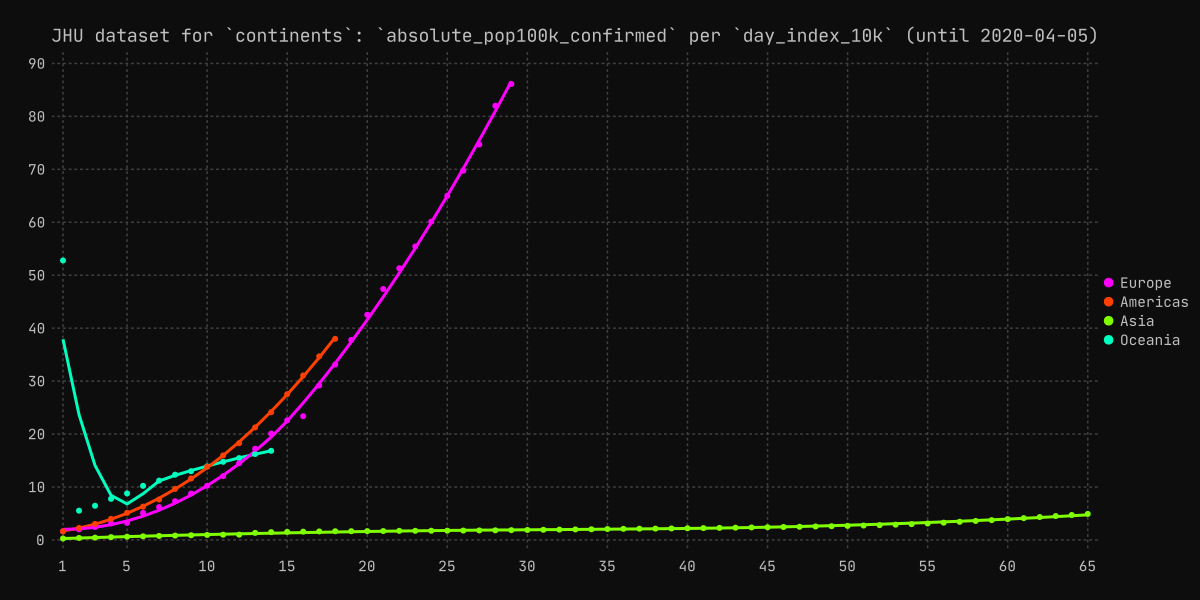 JHU dataset for `continents`: `absolute_pop100k_confirmed` per `day_index_10k` (until 2020-04-05)
90
80
70
60
50
40
30
20
10
0
1 5 10 15 20 25 30 35 40 45 50 55 60 65
Europe
Americas
Asia
Oceania